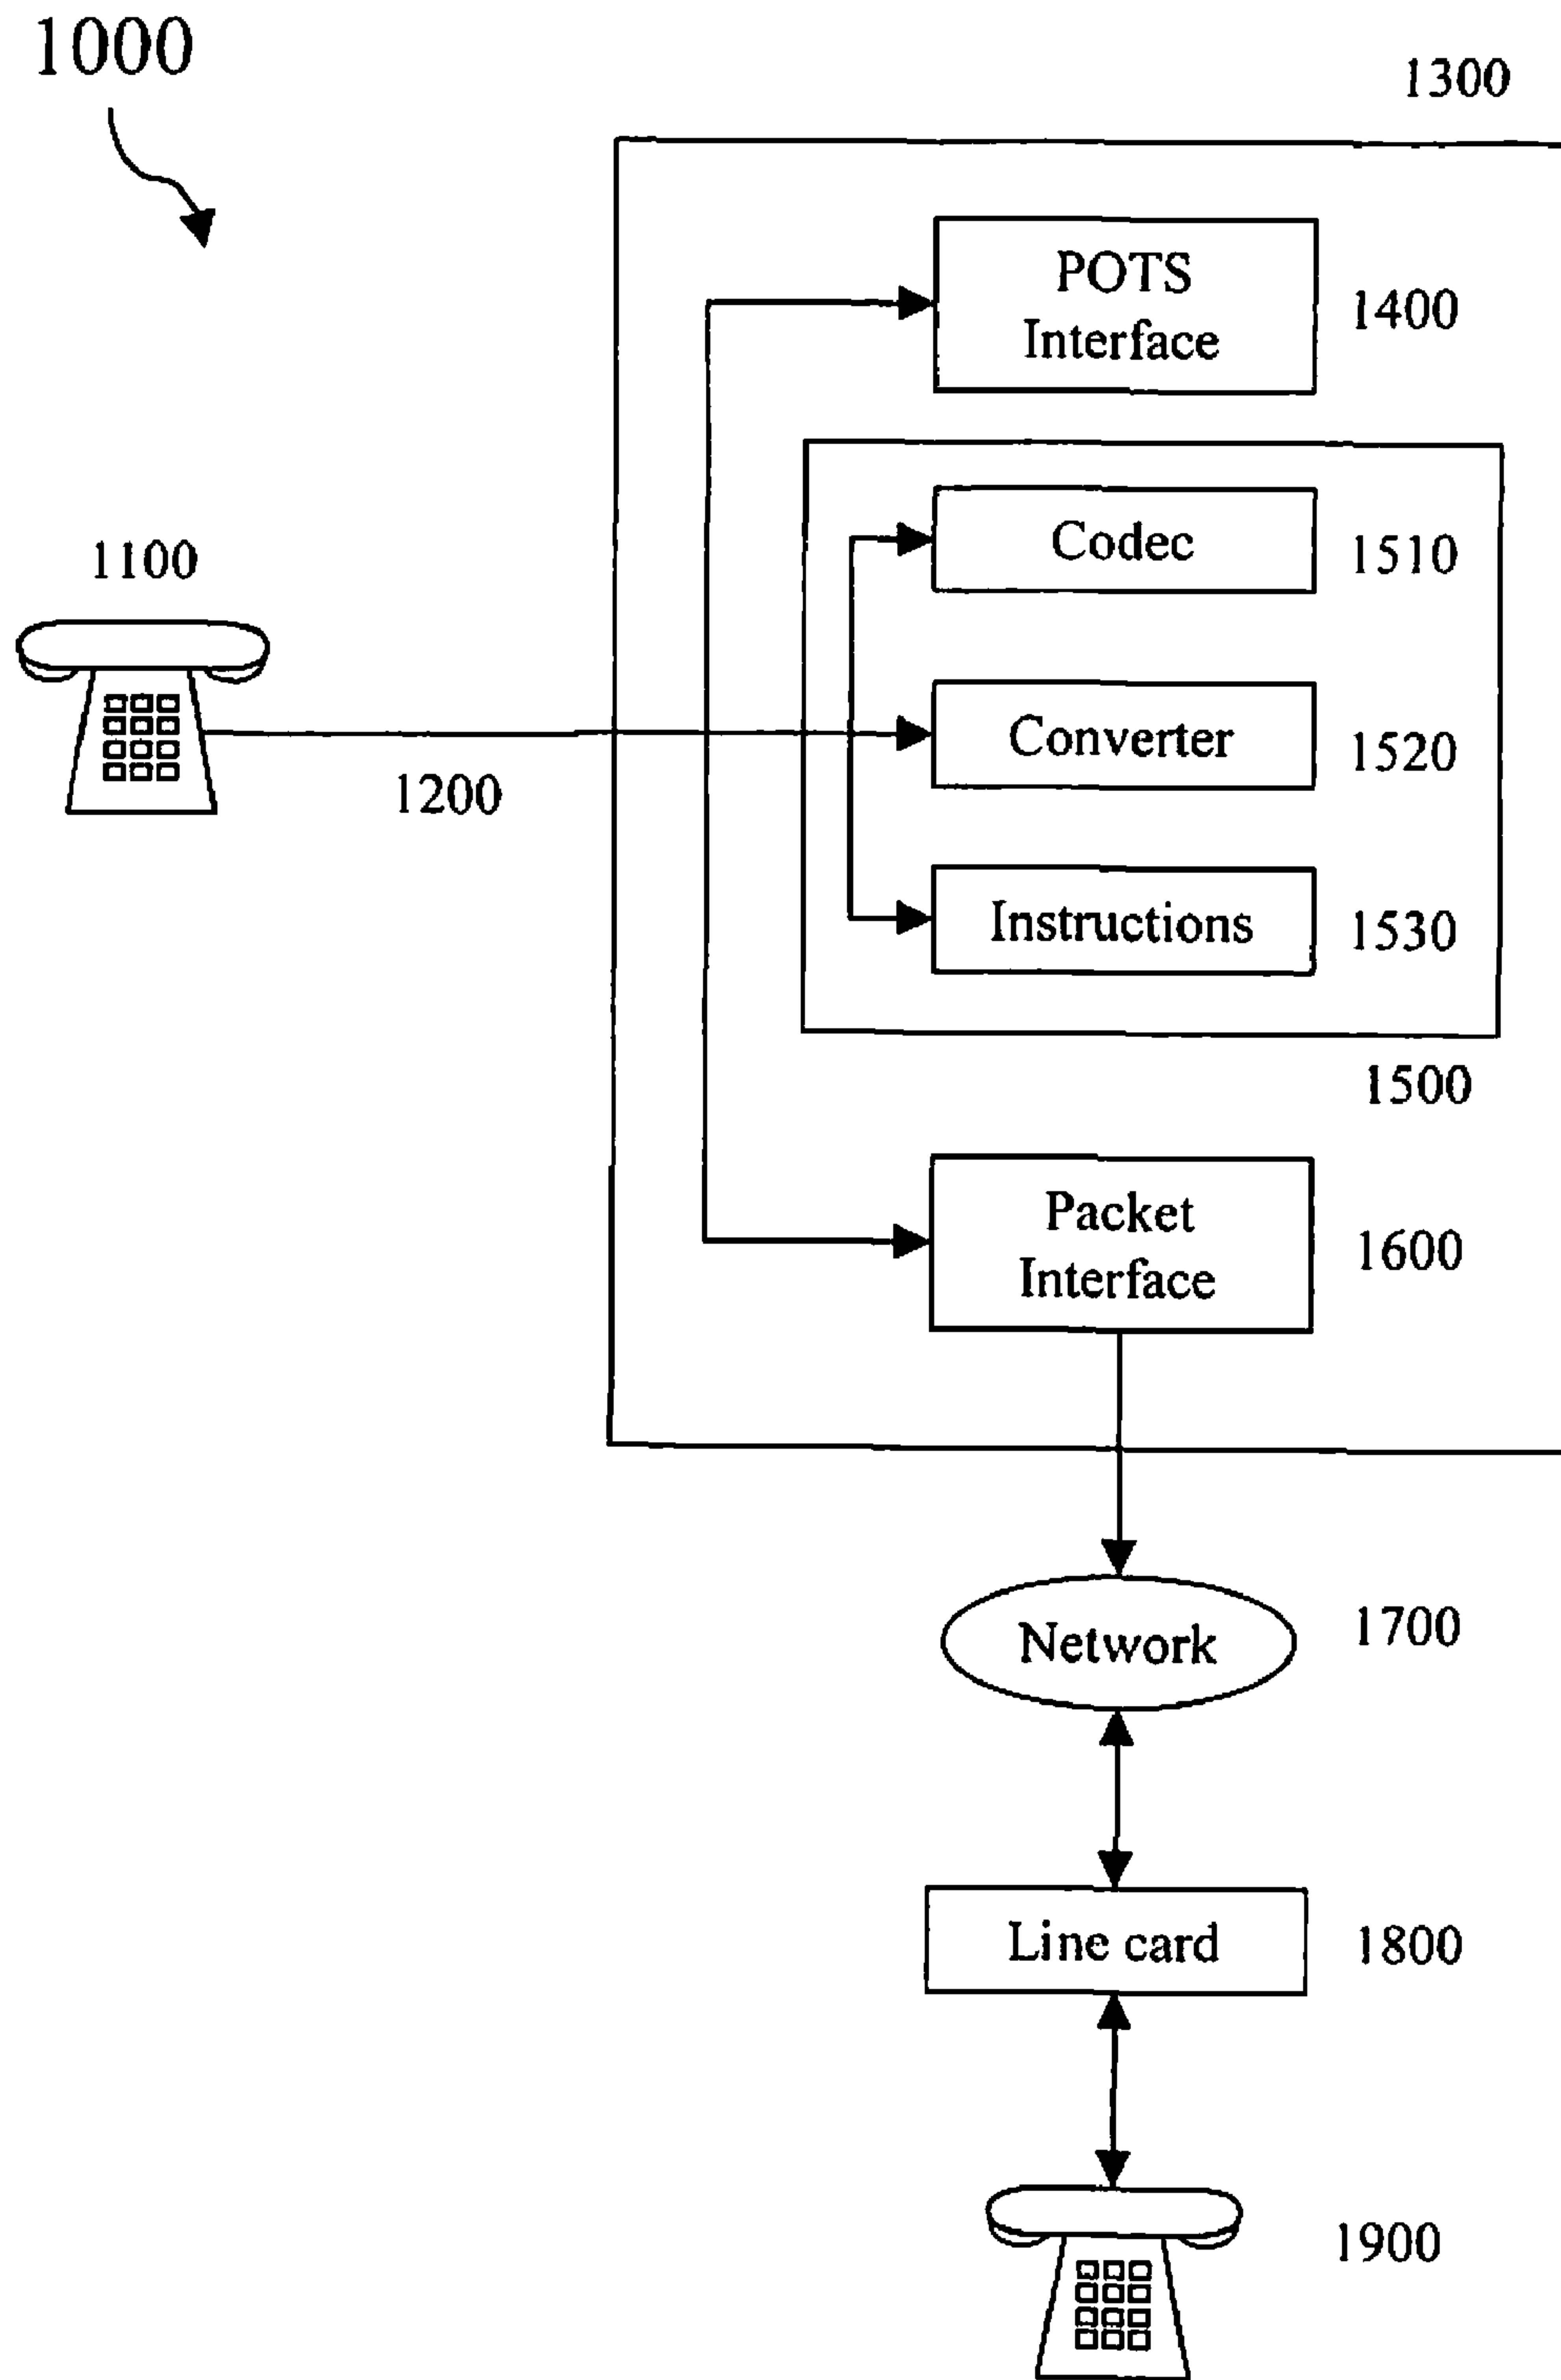 1000
1300
POTS
Interface
1400
Codec
1510
1100
Converter
1520
1200
Instructions
1530
1500
Packet
Interface
1600
Network
1700
Line card
1800
1900